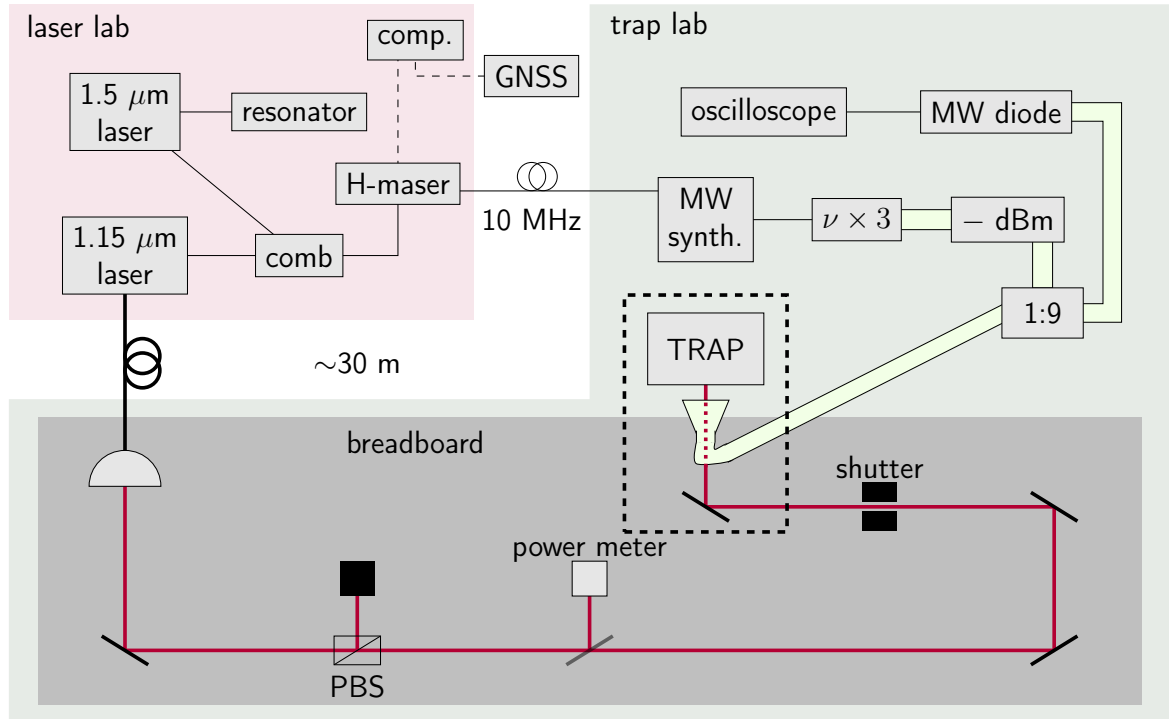 laser lab
comp.
trap lab
GNSS
1.5 μm
laser
resonator
oscilloscope
MW diode
H-maser
10 MHz
MW
synth.
ν × 3
− dBm
1.15 μm
laser
comb
1:9
TRAP
∼30 m
breadboard
shutter
power meter
PBS